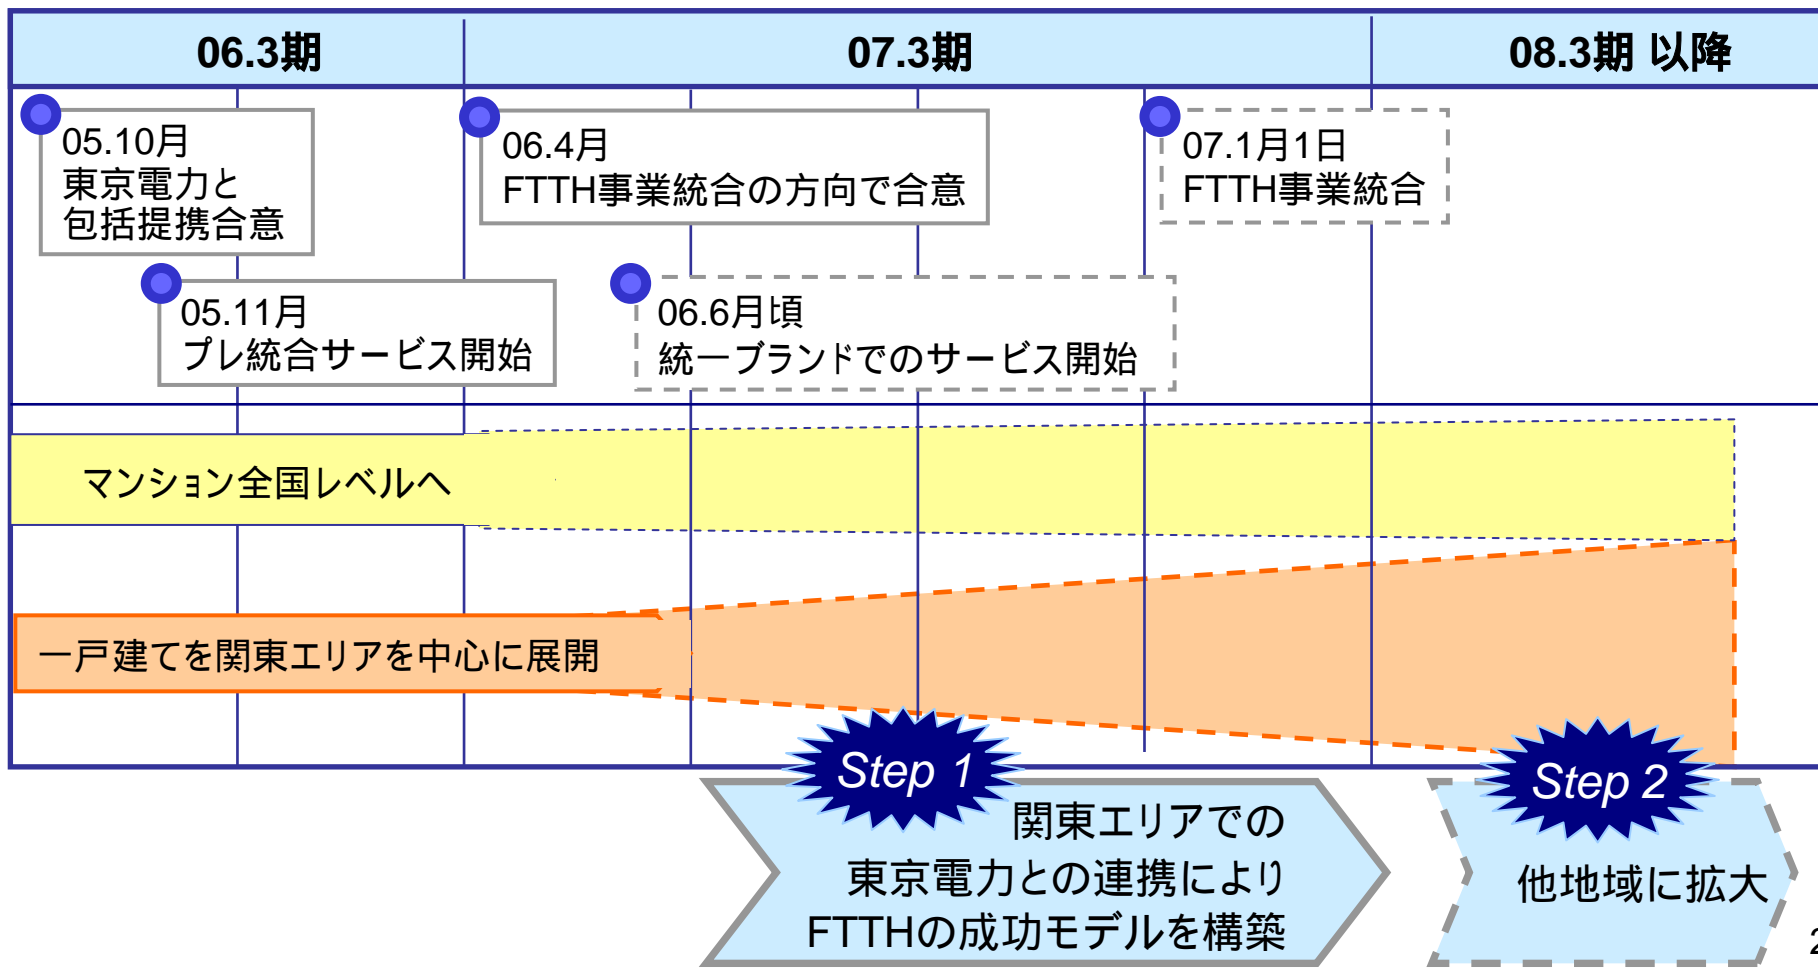 06.3期
07.3期
08.3期 以降
05.10月
東京電力と
包括提携合意
06.4月
FTTH事業統合の方向で合意
07.1月1日
FTTH事業統合
05.11月
プレ統合サービス開始
06.6月頃
統一ブランドでのサービス開始
マンション全国レベルへ
一戸建てを関東エリアを中心に展開
Step 1
関東エリアでの
東京電力との連携により
FTTHの成功モデルを構築
Step 2
他地域に拡大